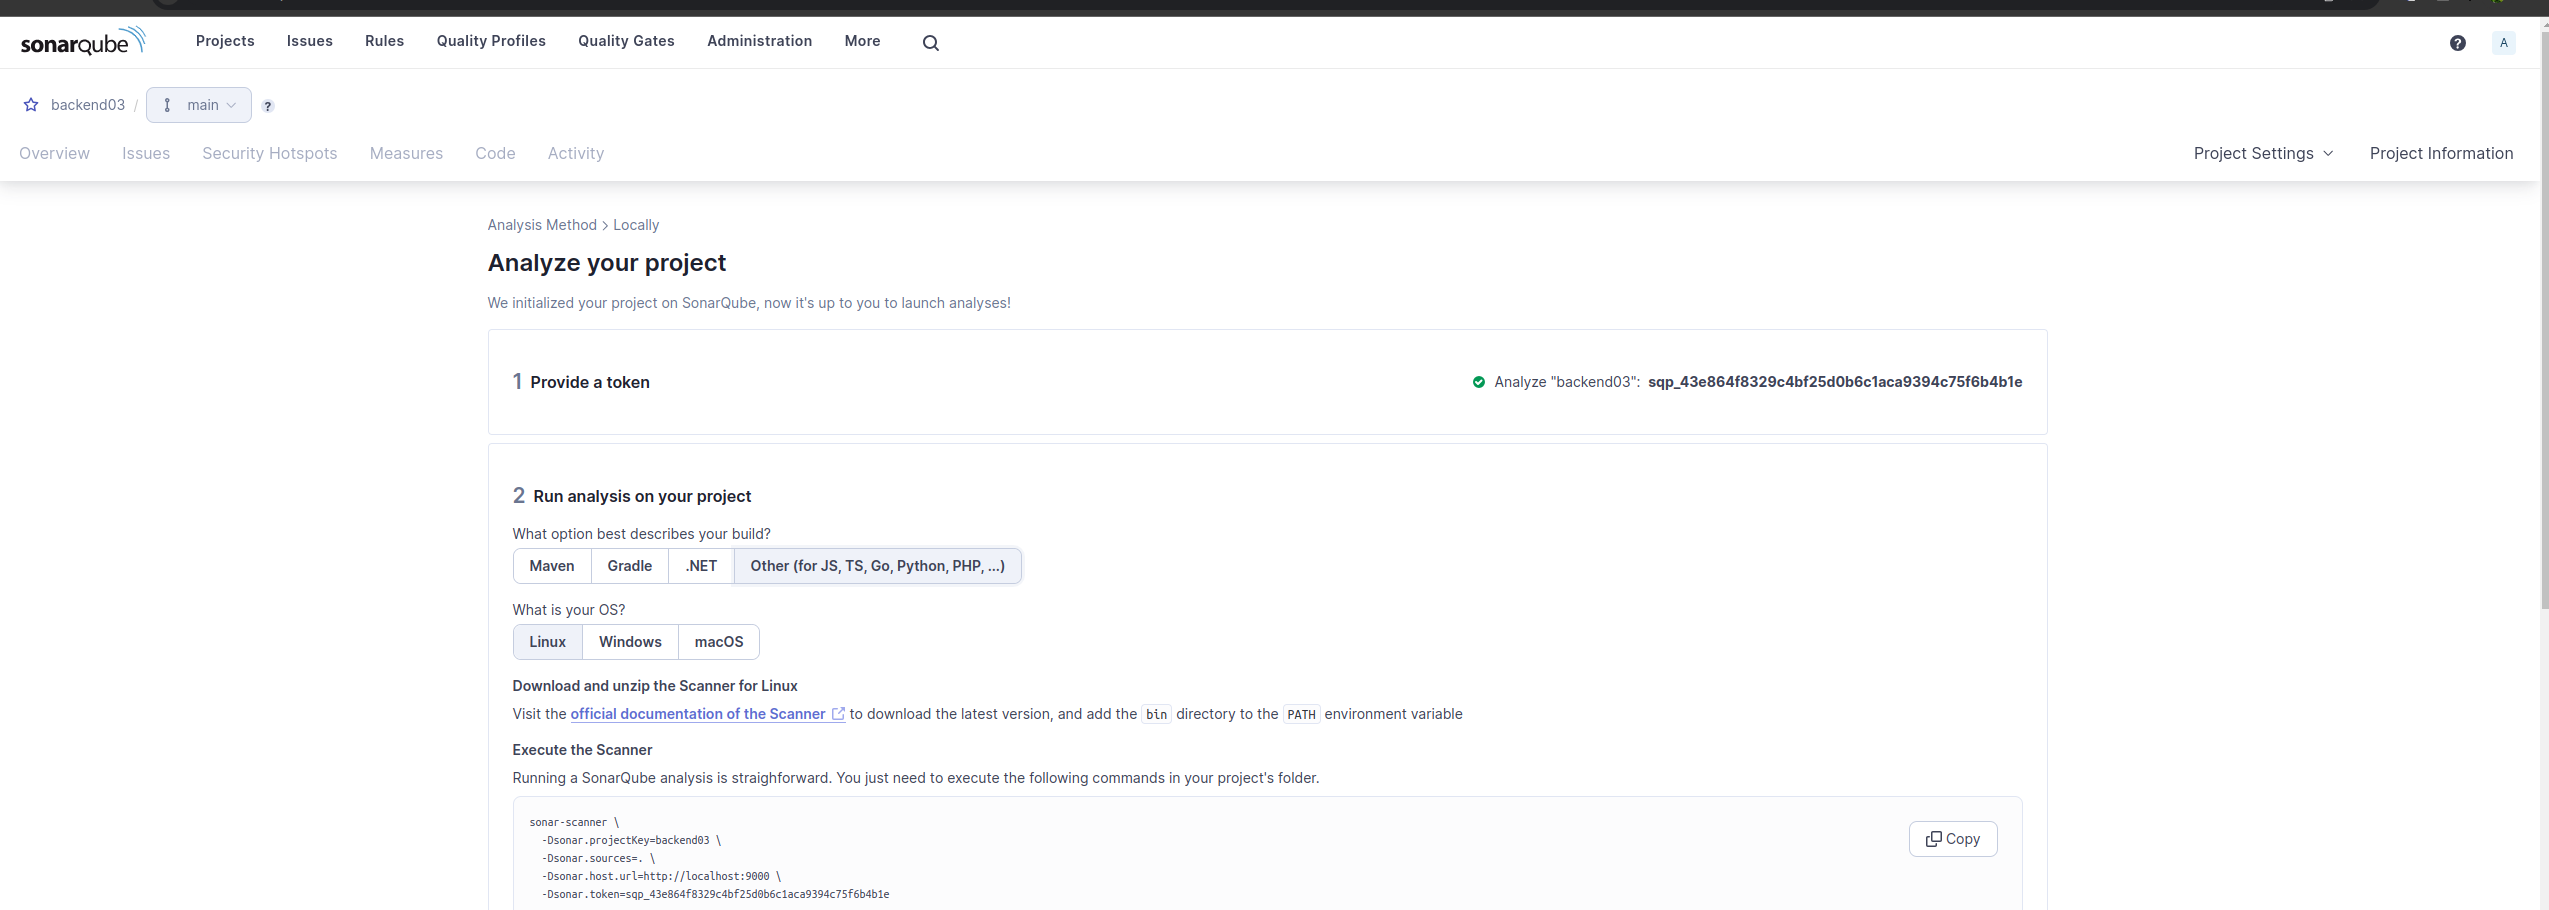 sonarqube Projects Issues Rules Quality Profiles Quality Gates Administration More ? A
backend03 / main ?
Overview Issues Security Hotspots Measures Code Activity Project Settings Project Information
Analysis Method > Locally
Analyze your project
We initialized your project on SonarQube, now it's up to you to launch analyses!
1 Provide a token Analyze "backend03": sqp_43e864f8329c4bf25d0b6c1aca9394c75f6b4b1e
2 Run analysis on your project
What option best describes your build?
Maven Gradle .NET Other (for JS, TS, Go, Python, PHP, ...)
What is your OS?
Linux Windows macOS
Download and unzip the Scanner for Linux
Visit the official documentation of the Scanner to download the latest version, and add the bin directory to the PATH environment variable
Execute the Scanner
Running a SonarQube analysis is straighforward. You just need to execute the following commands in your project's folder.
sonar-scanner \
-Dsonar.projectKey=backend03 \
Copy
-Dsonar.sources=. \
-Dsonar.host.url=http://localhost:9000 \
-Dsonar.token=sqp_43e864f8329c4bf25d0b6c1aca9394c75f6b4b1e